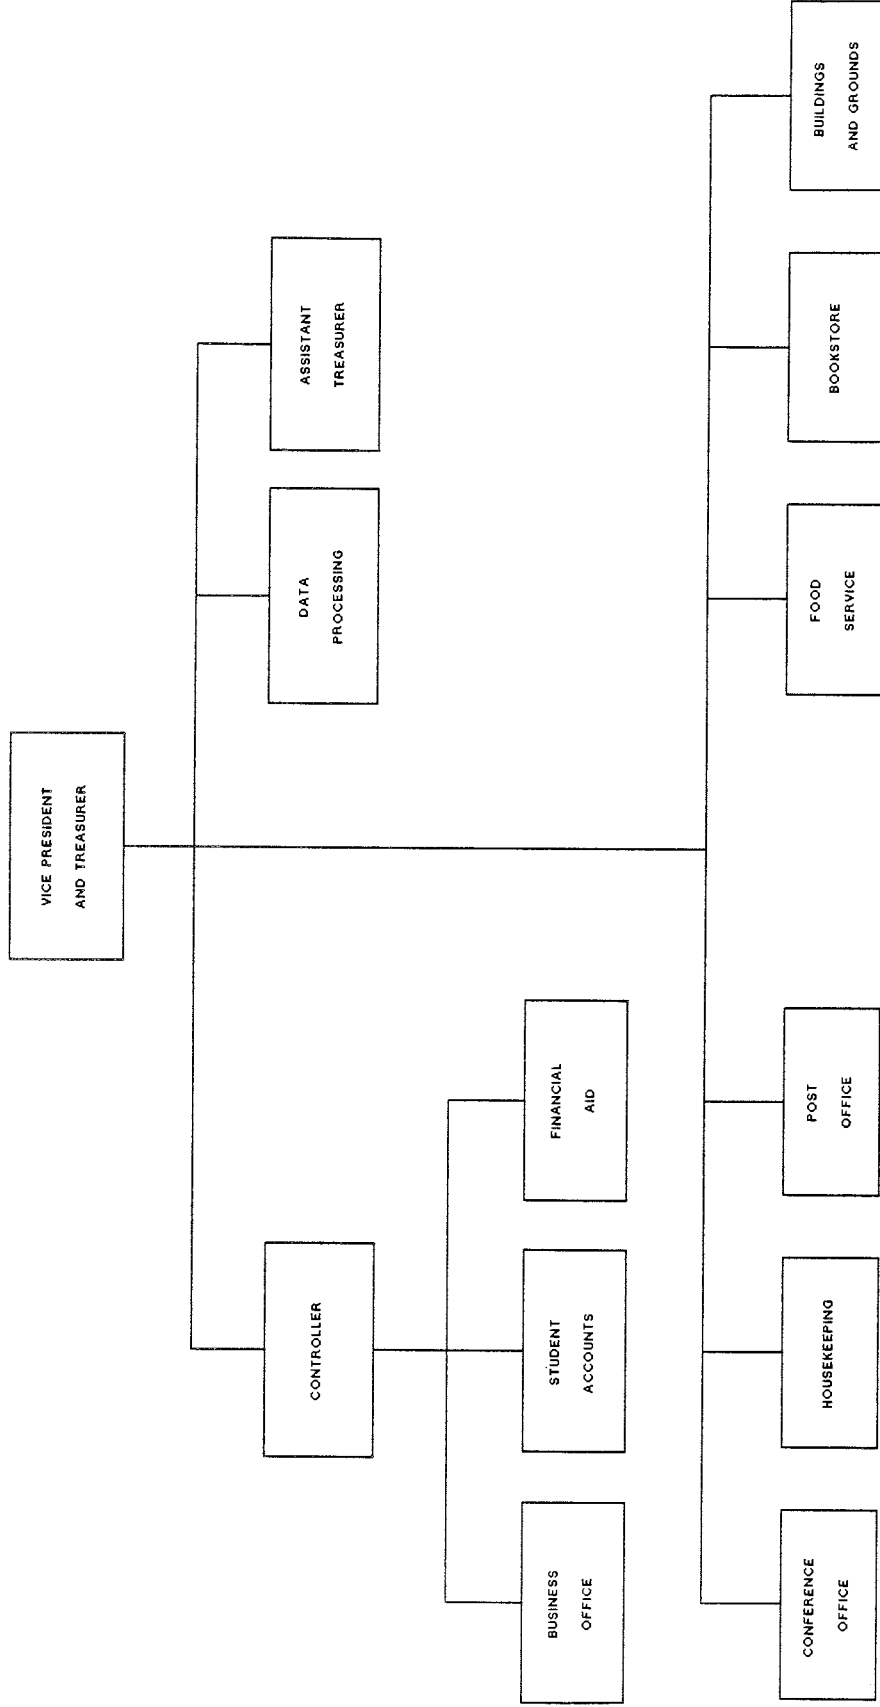 VICE PRESIDENT
AND TREASURER
CONTROLLER
DATA
PROCESSING
ASSISTANT
TREASURER
BUSINESS
OFFICE
STUDENT
ACCOUNTS
FINANCIAL
AID
CONFERENCE
OFFICE
HOUSEKEEPING
POST
OFFICE
FOOD
SERVICE
BOOKSTORE
BUILDINGS
AND GROUNDS